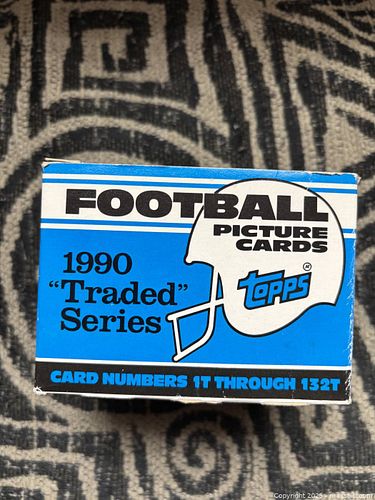 FOOTBALL
PICTURE
CARDS
1990
"Traded"
Series
topps
CARD NUMBERS 1T THROUGH 132T